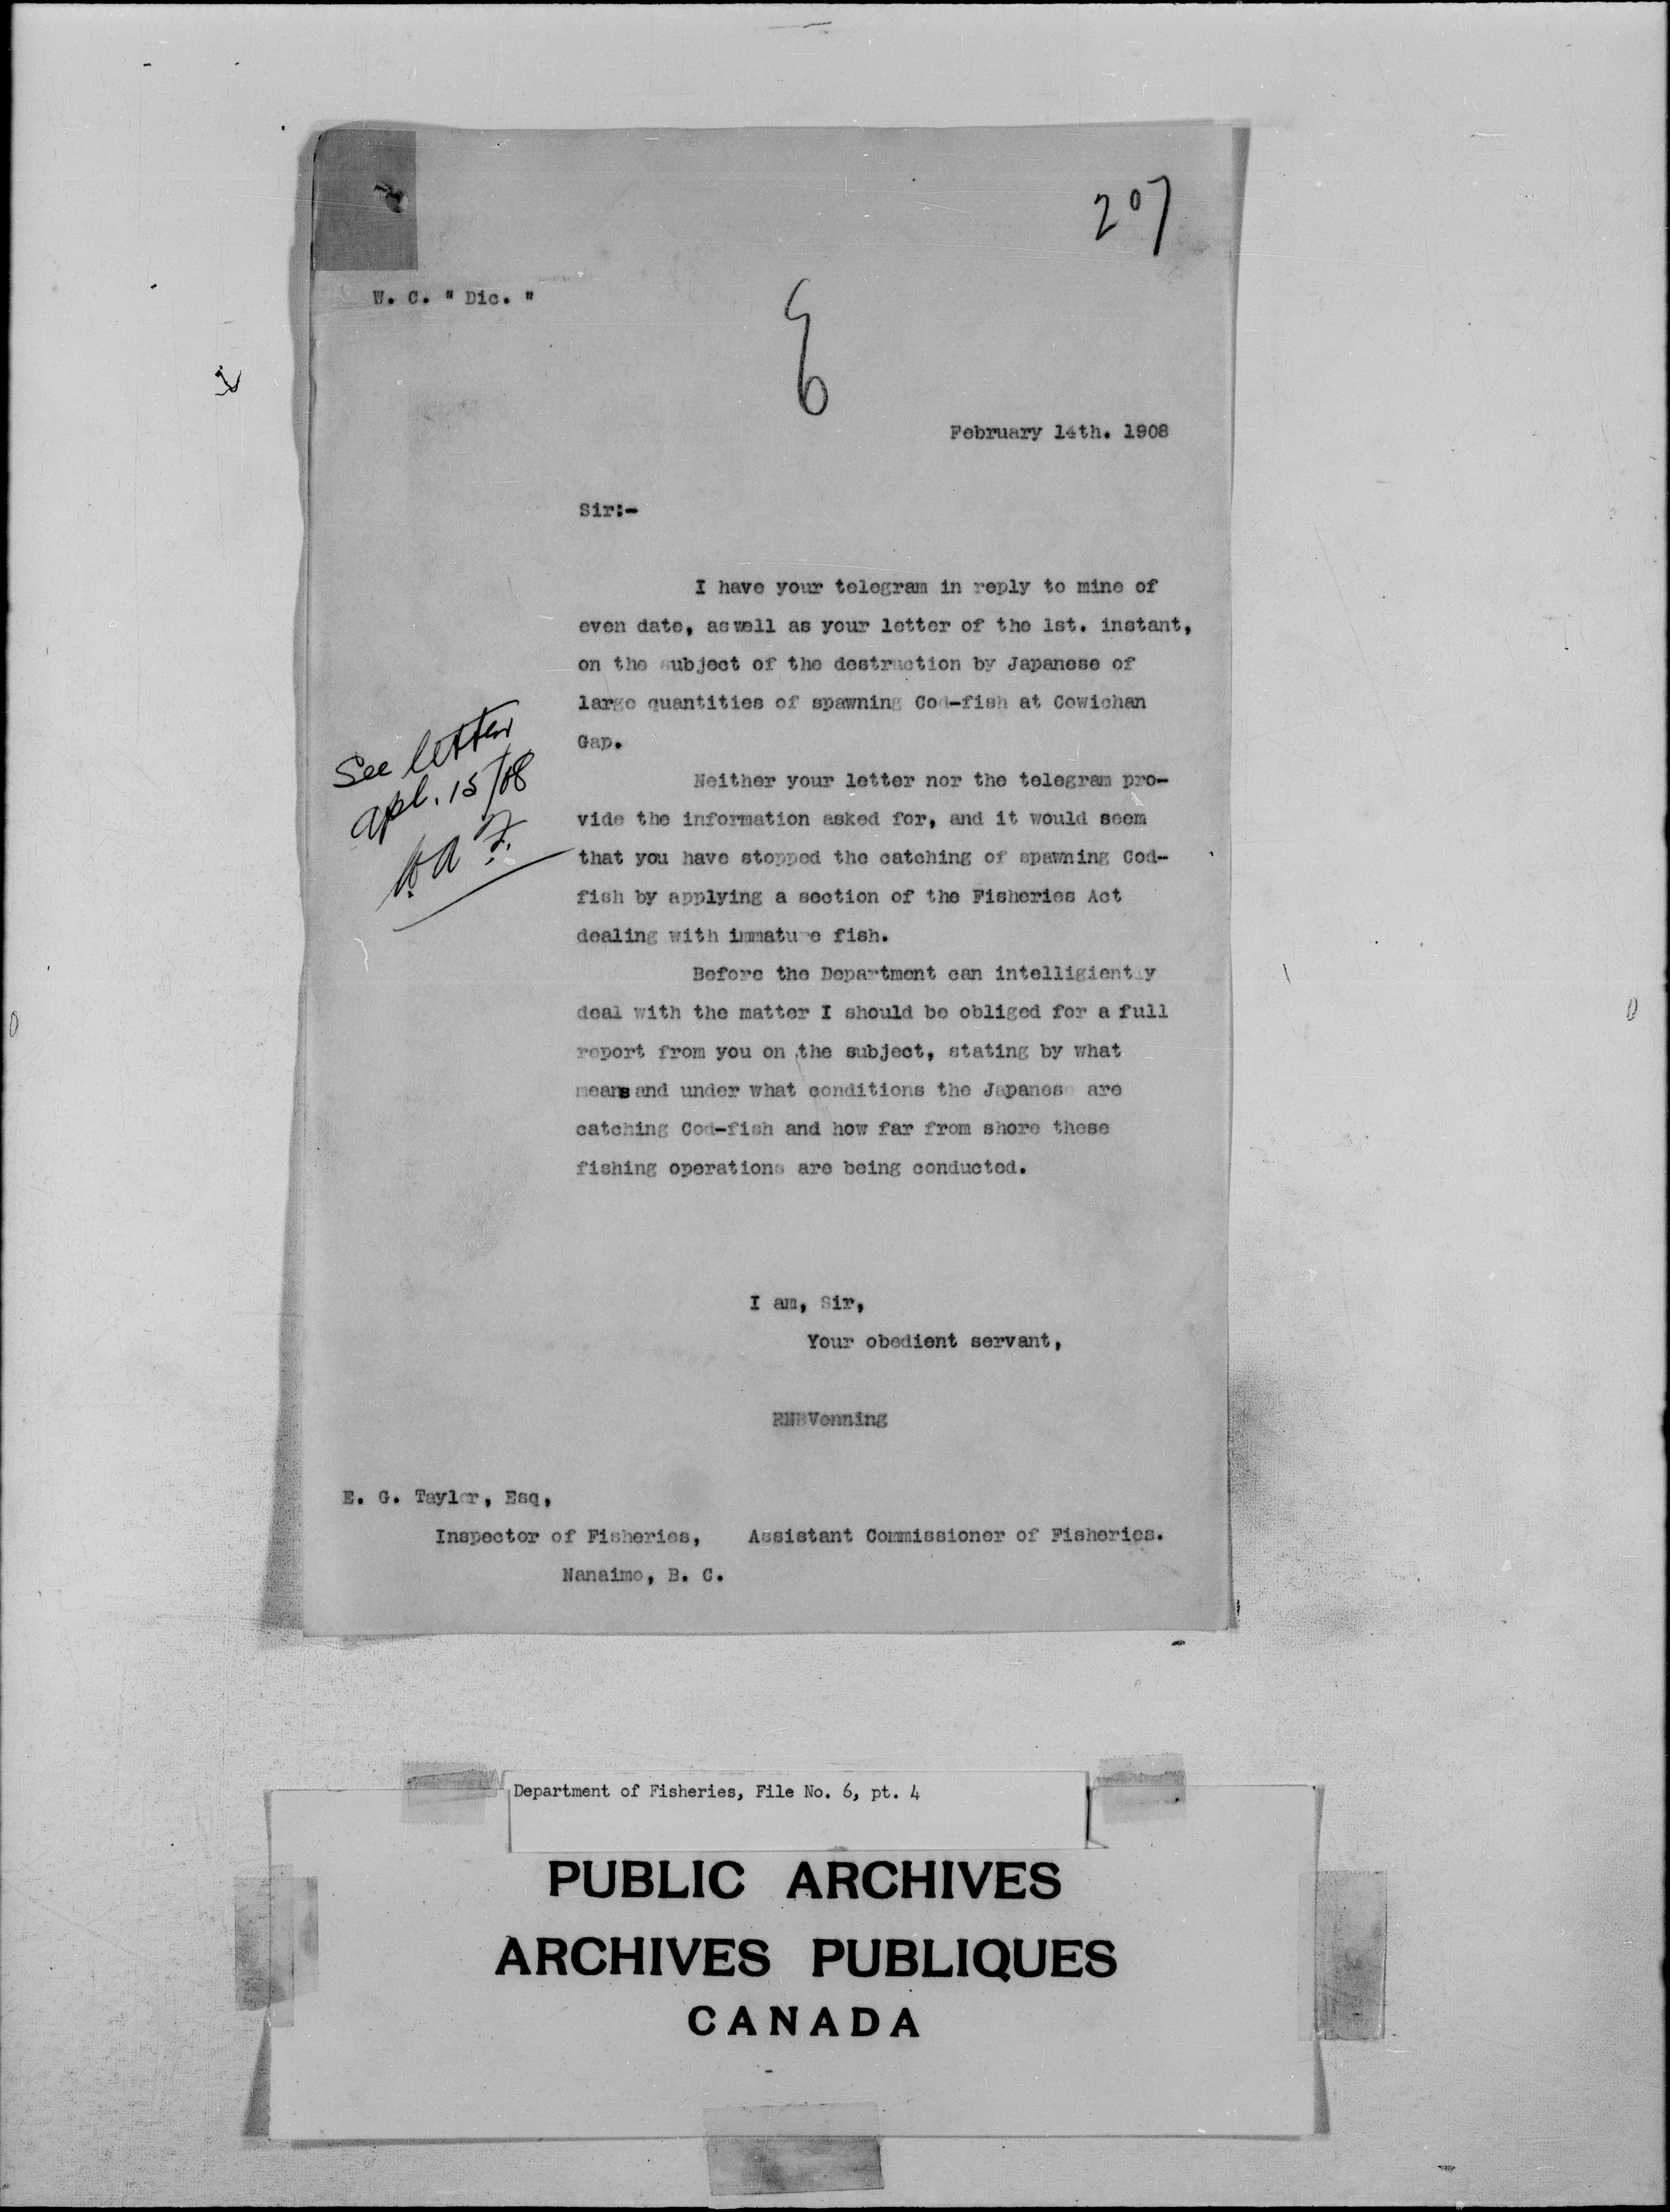 207
W. C. " Dic. "
6
February 14th. 1908
Sir:-
I have your telegram in reply to mine of
even date, aswell as your letter of the 1st. instant,
on the subject of the destruction by Japanese of
large quantities of spawning Cod-fish at Cowichan
Gap.
See letter
apl. 15/08
Neither your letter nor the telegram pro-
vide the information asked for, and it would seem
that you have stopped the catching of spawning Cod-
fish by applying a section of the Fisheries Act
dealing with immature fish.
Before the Department can intelligiently
deal with the matter I should be obliged for a full
report from you on the subject, stating by what
means and under what conditions the Japanese are
catching Cod-fish and how far from shore these
fishing operations are being conducted.
I am, Sir,
Your obedient servant,
RNBVenning
E. G. Taylor, Esq,
Inspector of Fisheries, Assistant Commissioner of Fisheries.
Nanaimo, B. C.
Department of Fisheries, File No. 6, pt. 4
PUBLIC ARCHIVES
ARCHIVES PUBLIQUES
CANADA